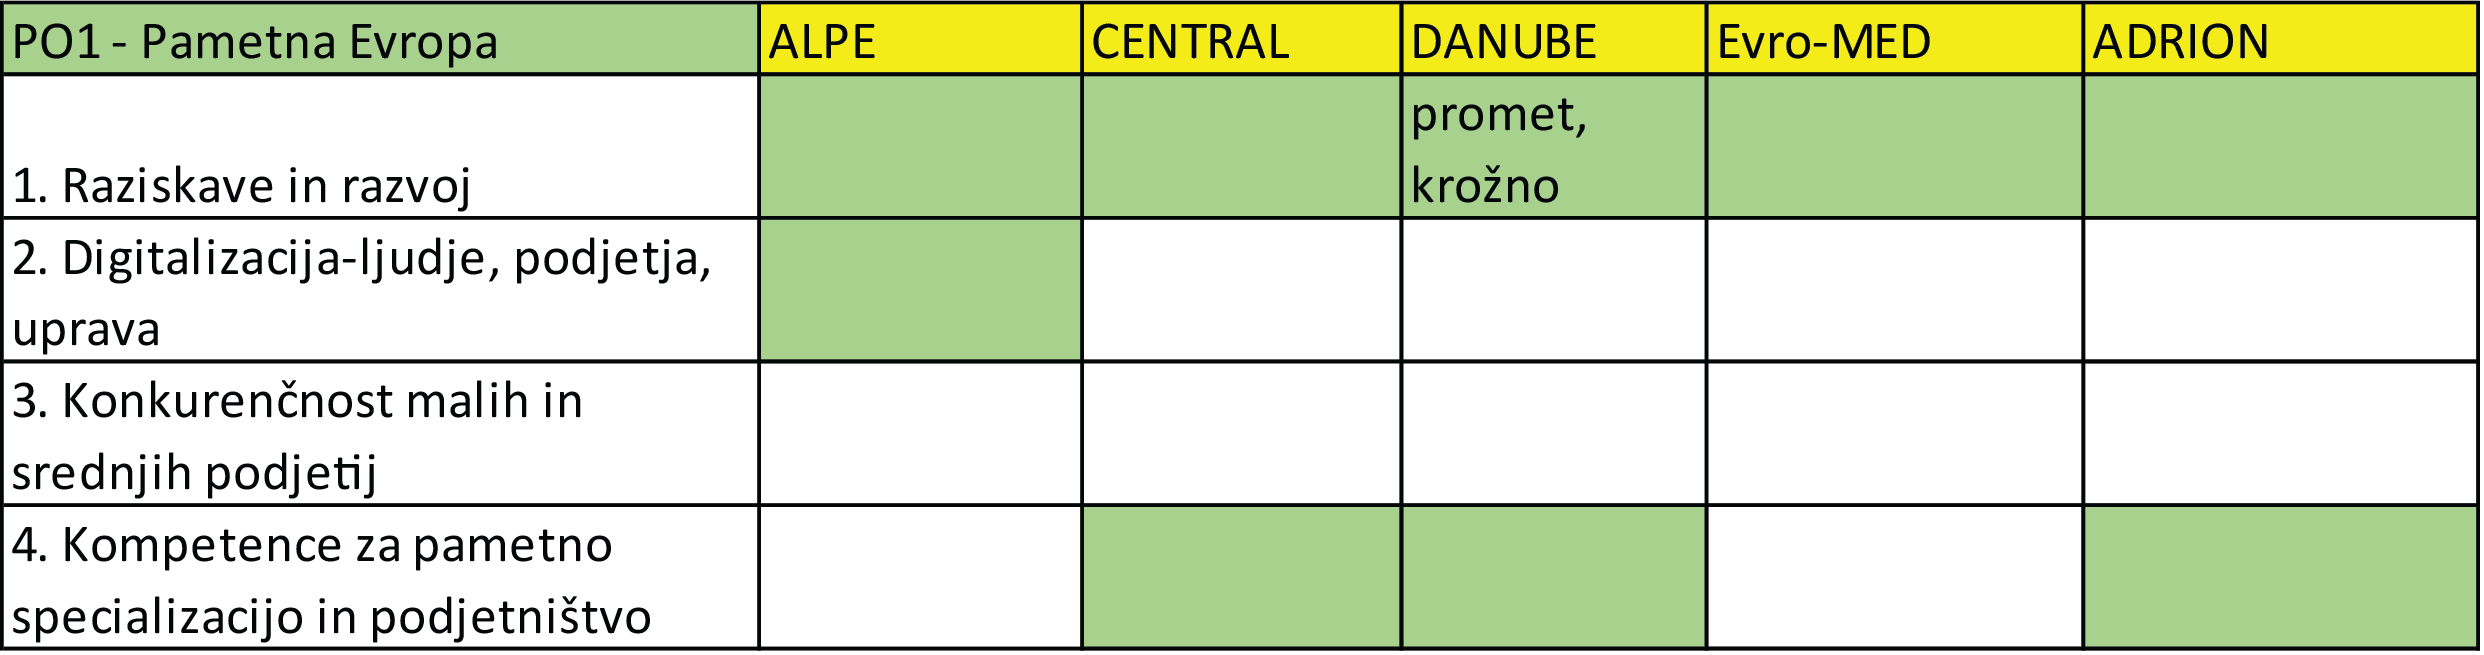 PO1 - Pametna Evropa ALPE CENTRAL DANUBE Evro-MED ADRION
promet,
1. Raziskave in razvoj krožno
2. Digitalizacija-ljudje, podjetja,
uprava
3. Konkurenčnost malih in
srednjih podjetij
4. Kompetence za pametno
specializacijo in podjetništvo